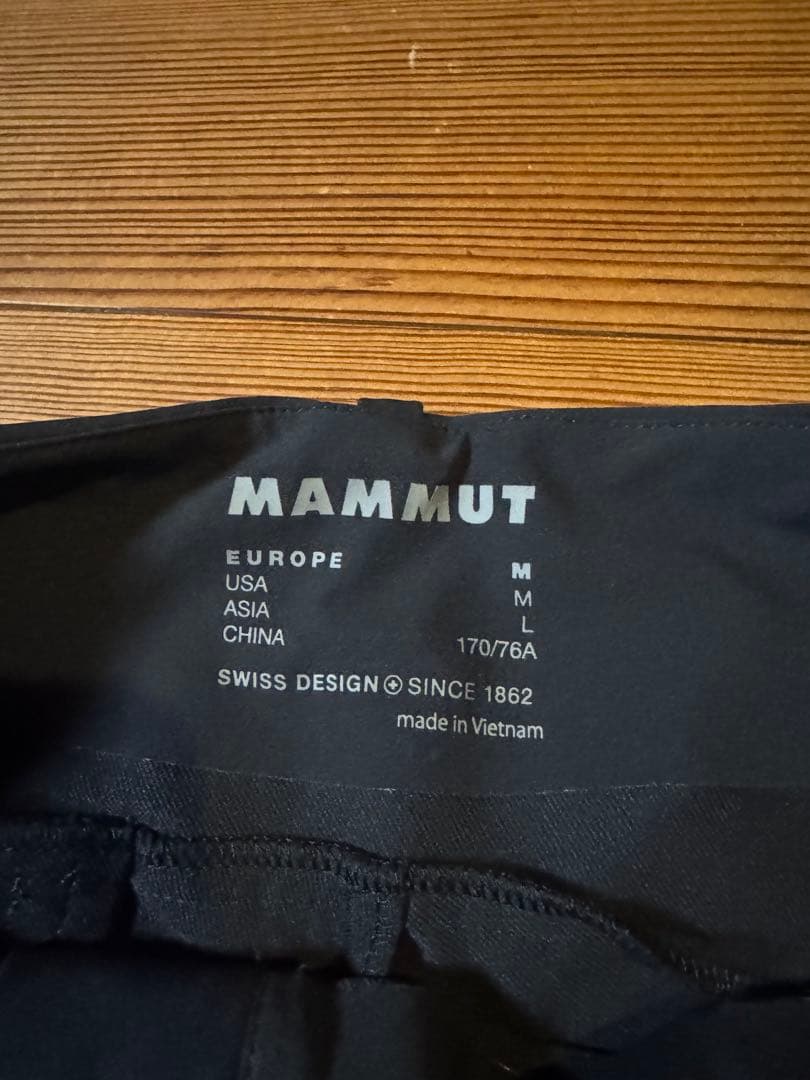 MAMMUT
EUROPE M
USA M
ASIA L
CHINA 170/76A
SWISS DESIGN SINCE 1862
made in Vietnam